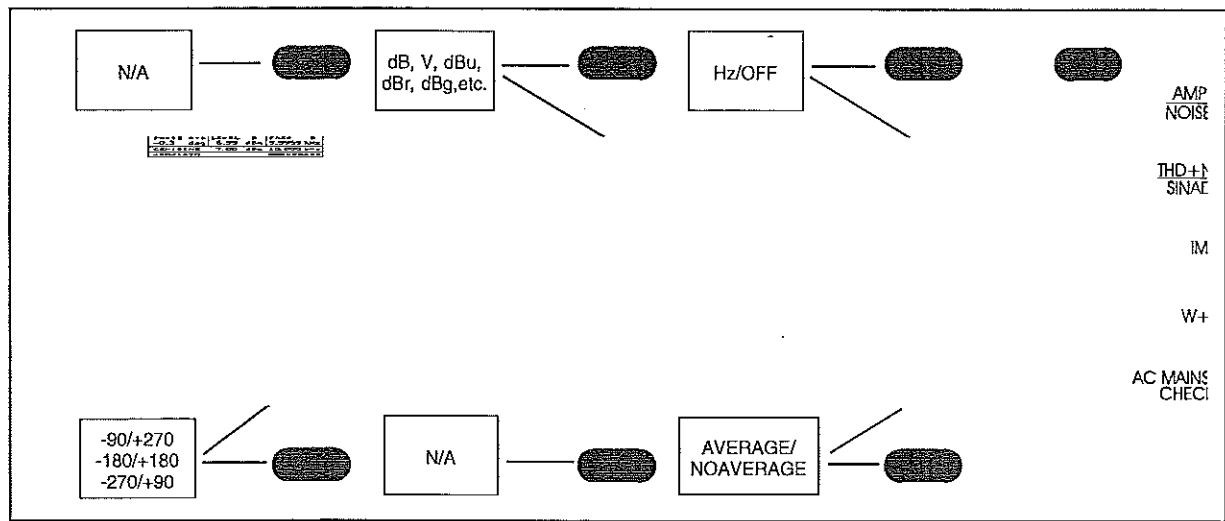 N/A
dB, V, dBu,
dBr, dBg,etc.
Hz/OFF
AMP
NOISE
THD+N
SINAD
IM
W+
AC MAINS
CHEC
-90/+270
-180/+180
-270/+90
N/A
AVERAGE/
NOAVERAGE